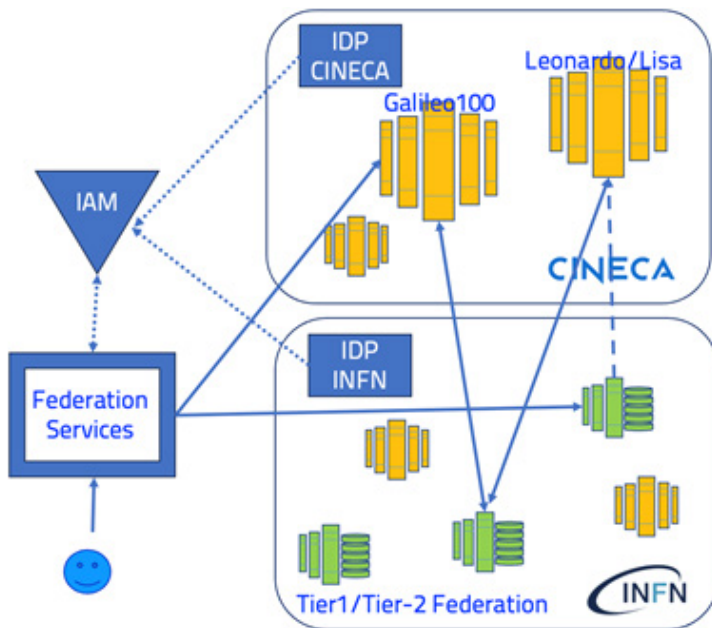 IDP
CINECA
Leonardo/Lisa
Galileo100
IAM
CINECA
IDP
INFN
Federation
Services
Tier1/Tier-2 Federation
INFN